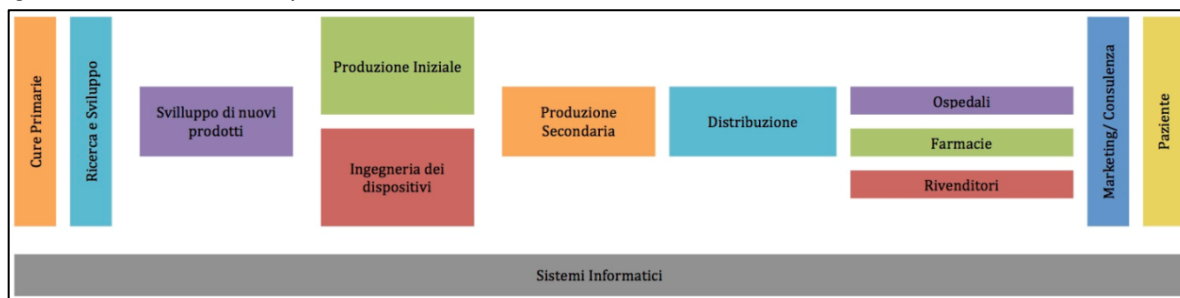 Cure Primarie
Ricerca e Sviluppo
Svilluppo di nuovi
prodotti
Produzione Iniziale
Ingegneria dei
dispositivi
Produzione
Secondaria
Distribuzione
Ospedali
Farmacie
Rivenditori
Marketing/ Consulenza
Paziente
Sistemi Informatici